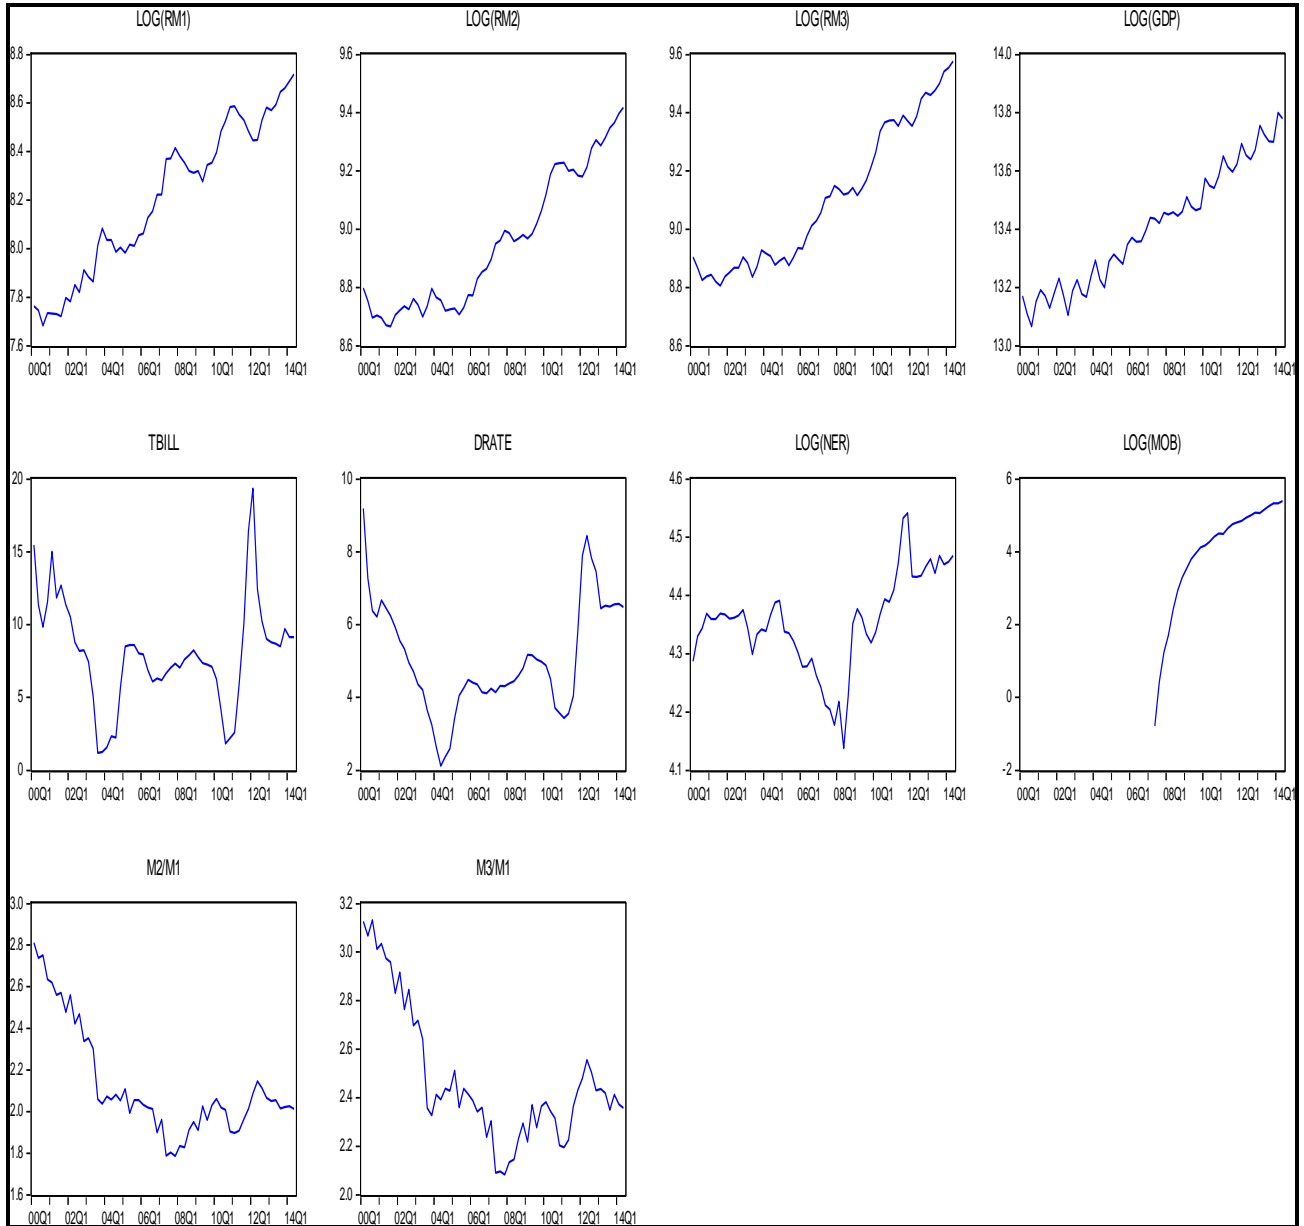 LOG(RM1) LOG(RM2) LOG(RM3) LOG(GDP)
8.8 9.6 9.6 14.0
8.6 9.4 9.4 13.8
8.4 9.2 9.2 13.6
8.2 9.0 9.0 13.4
8.0 8.8 8.8 13.2
7.8 8.6 8.6 13.0
7.6
00Q1 02Q1 04Q1 06Q1 08Q1 10Q1 12Q1 14Q1 00Q1 02Q1 04Q1 06Q1 08Q1 10Q1 12Q1 14Q1 00Q1 02Q1 04Q1 06Q1 08Q1 10Q1 12Q1 14Q1 00Q1 02Q1 04Q1 06Q1 08Q1 10Q1 12Q1 14Q1
TBILL DRATE LOG(NER) LOG(MOB)
20 10 4.6 6
15 8 4.5 4
10 6 4.4 2
5 4 4.3 0
0 2 4.2 -2
4.1
00Q1 02Q1 04Q1 06Q1 08Q1 10Q1 12Q1 14Q1 00Q1 02Q1 04Q1 06Q1 08Q1 10Q1 12Q1 14Q1 00Q1 02Q1 04Q1 06Q1 08Q1 10Q1 12Q1 14Q1 00Q1 02Q1 04Q1 06Q1 08Q1 10Q1 12Q1 14Q1
M2/M1 M3/M1
3.0 3.2
2.8 3.0
2.6 2.8
2.4 2.6
2.2 2.4
2.0 2.2
1.8 2.0
1.6
00Q1 02Q1 04Q1 06Q1 08Q1 10Q1 12Q1 14Q1 00Q1 02Q1 04Q1 06Q1 08Q1 10Q1 12Q1 14Q1